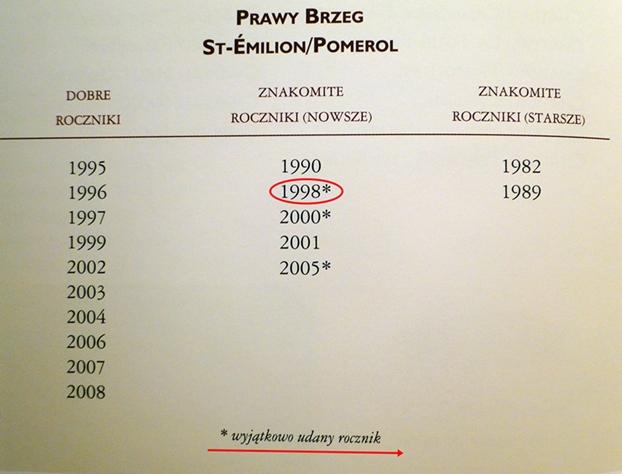 PRAWY BRZEG
ST-ÉMILION/POMEROL
DOBRE ROCZNIKI
ZNAKOMITE ROCZNIKI (NOWSZE)
ZNAKOMITE ROCZNIKI (STARSZE)
1995 1990 1982
1996 1998* 1989
1997 2000*
1999 2001
2002 2005*
2003
2004
2006
2007
2008
* wyjątkowo udany rocznik